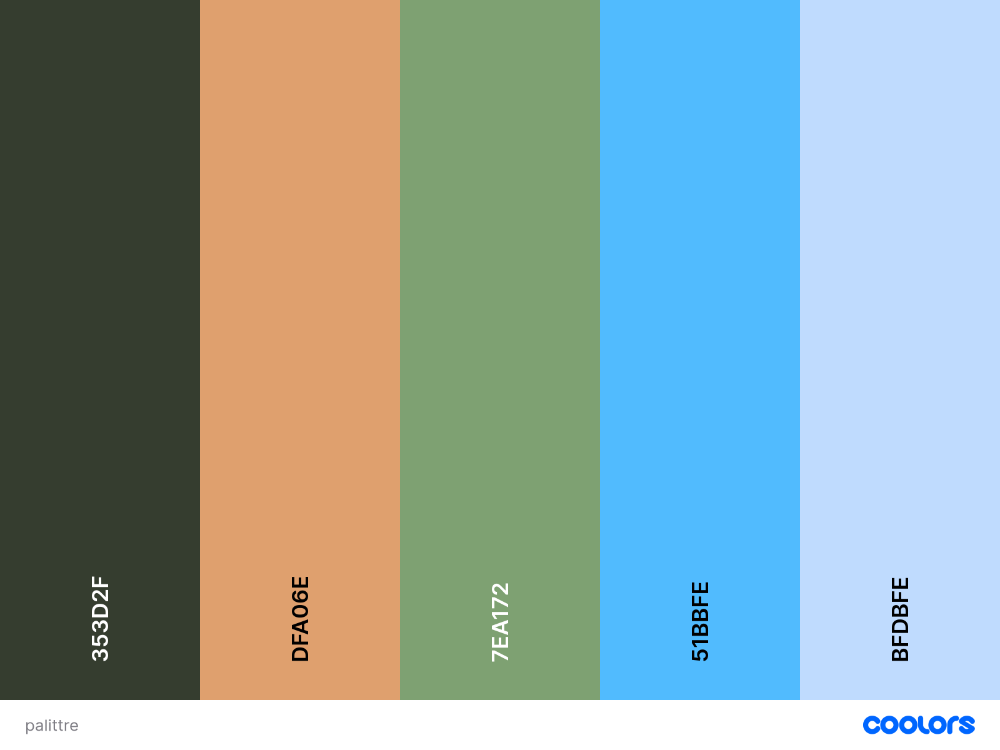 353D2F
DFA06E
7EA172
51BBFE
BFDBFE
palittre
coolors